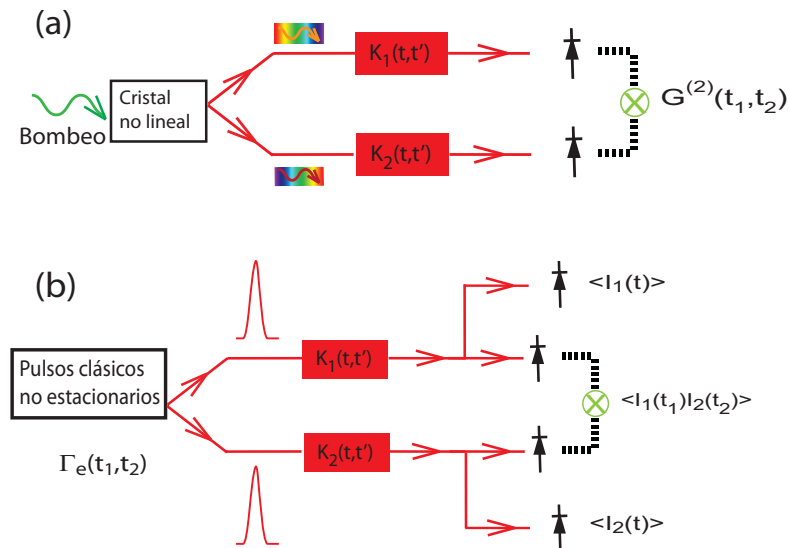 (a)
Bombeo
Cristal
no lineal
K₁(t,t')
K₂(t,t')
G⁽²⁾(t₁,t₂)
(b)
Pulsos clásicos
no estacionarios
Γₑ(t₁,t₂)
K₁(t,t')
K₂(t,t')
<I₁(t)>
<I₁(t₁)I₂(t₂)>
<I₂(t)>